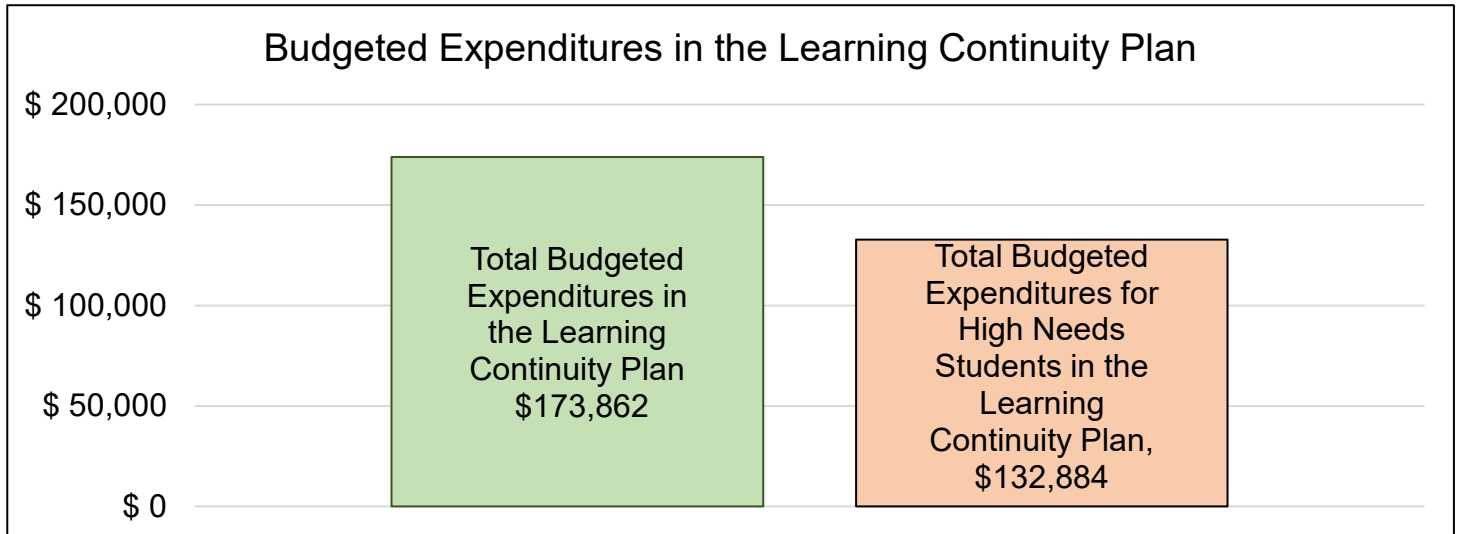 Budgeted Expenditures in the Learning Continuity Plan
$ 200,000
$ 150,000
$ 100,000
$ 50,000
$ 0
Total Budgeted
Expenditures in
the Learning
Continuity Plan
$173,862
Total Budgeted
Expenditures for
High Needs
Students in the
Learning
Continuity Plan,
$132,884